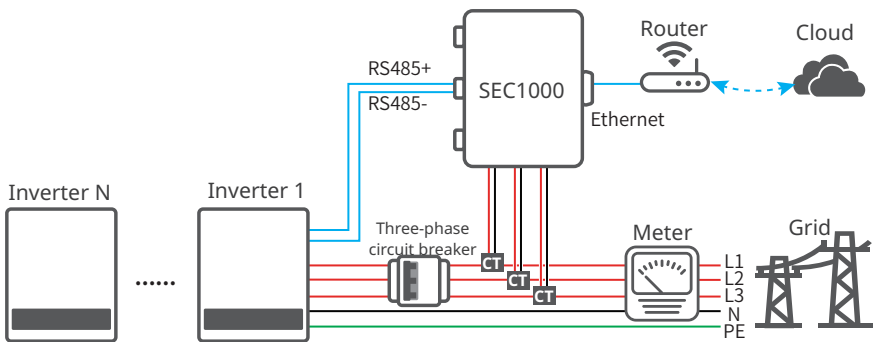 Router
Cloud
RS485+
SEC1000
RS485-
Ethernet
Inverter N
Inverter 1
Three-phase
circuit breaker
Meter
Grid
CT
CT
CT
L1
L2
L3
N
PE
......